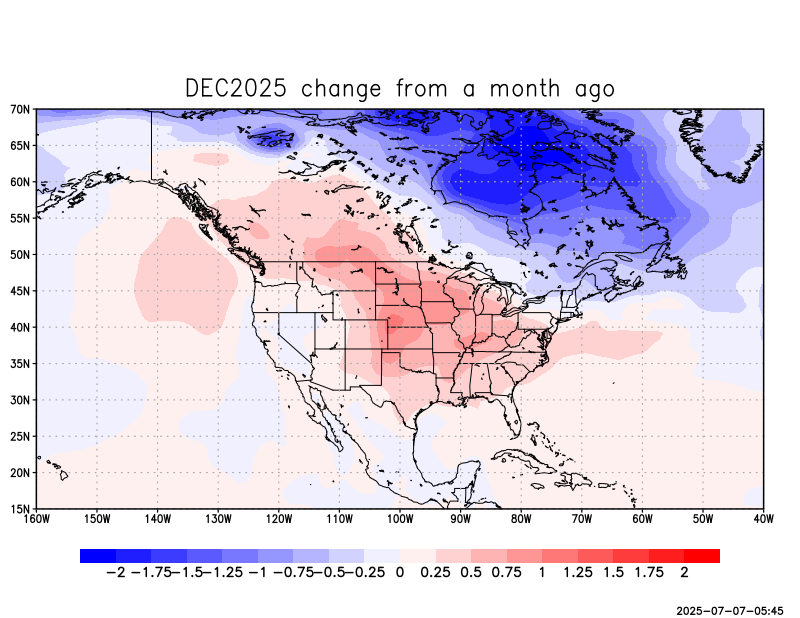 DEC2025 change from a month ago
70N
65N
60N
55N
50N
45N
40N
35N
30N
25N
20N
15N
160W 150W 140W 130W 120W 110W 100W 90W 80W 70W 60W 50W 40W
−2 −1.75 −1.5 −1.25 −1 −0.75 −0.5 −0.25 0 0.25 0.5 0.75 1 1.25 1.5 1.75 2
2025-07-07-05:45